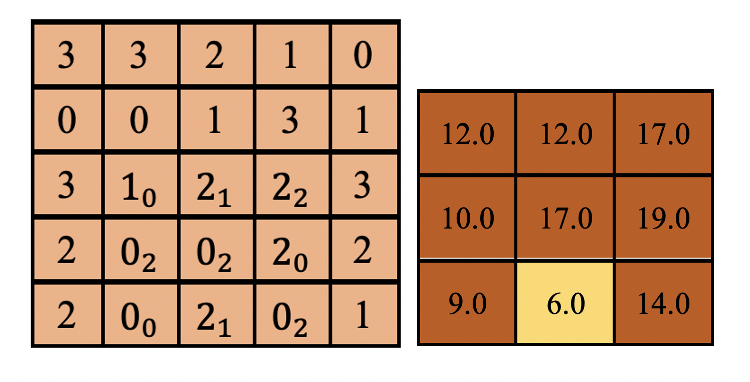 3 3 2 1 0
0 0 1 3 1
3 1₀ 2₁ 2₂ 3
2 0₂ 0₂ 2₀ 2
2 0₀ 2₁ 0₂ 1
12.0 12.0 17.0
10.0 17.0 19.0
9.0 6.0 14.0